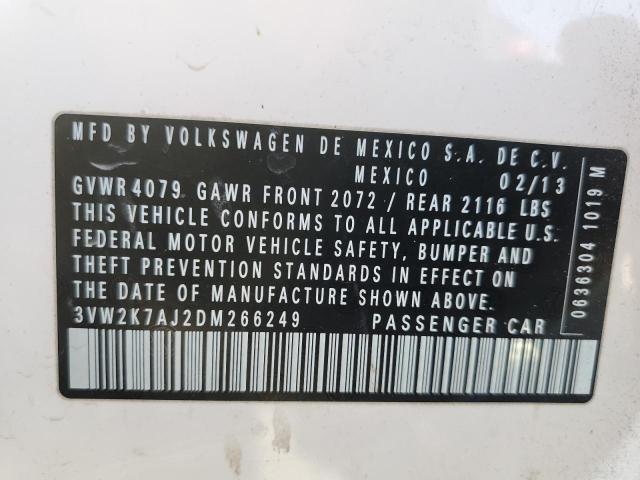 MFD BY VOLKSWAGEN DE MEXICO S.A. DE C.V.
MEXICO 02/13
GVWR 4079 GAWR FRONT 2072 / REAR 2116 LBS
THIS VEHICLE CONFORMS TO ALL APPLICABLE U.S.
FEDERAL MOTOR VEHICLE SAFETY, BUMPER AND
THEFT PREVENTION STANDARDS IN EFFECT ON
THE DATE OF MANUFACTURE SHOWN ABOVE.
3VW2K7AJ2DM266249 PASSENGER CAR
0636304 1019 M